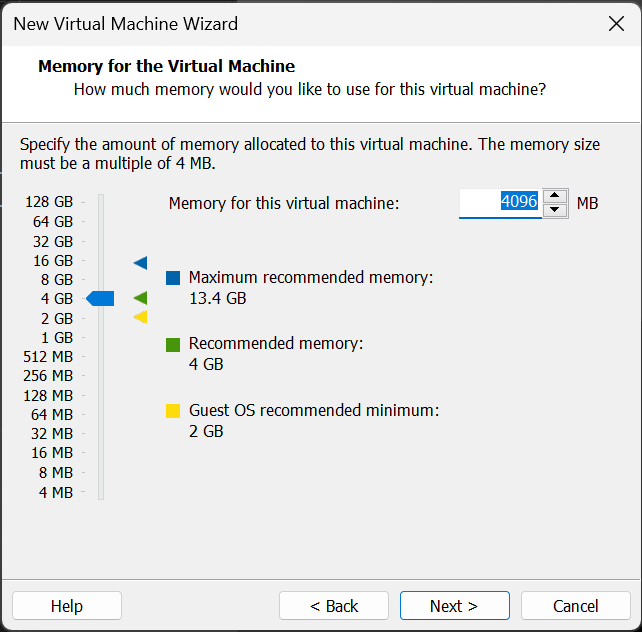 New Virtual Machine Wizard
Memory for the Virtual Machine
How much memory would you like to use for this virtual machine?
Specify the amount of memory allocated to this virtual machine. The memory size
must be a multiple of 4 MB.
Memory for this virtual machine: 4096 MB
128 GB
64 GB
32 GB
16 GB
8 GB
4 GB
2 GB
1 GB
512 MB
256 MB
128 MB
64 MB
32 MB
16 MB
8 MB
4 MB
Maximum recommended memory:
13.4 GB
Recommended memory:
4 GB
Guest OS recommended minimum:
2 GB
Help
< Back
Next >
Cancel